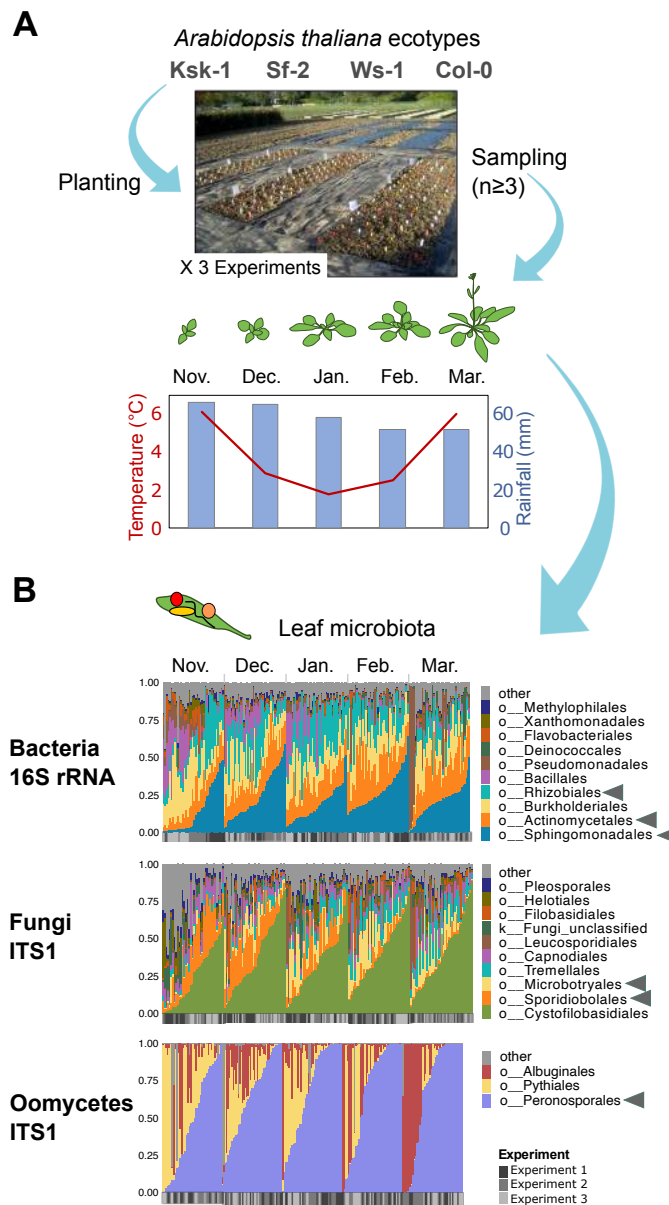 A
Arabidopsis thaliana ecotypes
Ksk-1 Sf-2 Ws-1 Col-0
Planting
Sampling
(n≥3)
X 3 Experiments
Nov. Dec. Jan. Feb. Mar.
Temperature (°C)
6
4
2
0
60
40
20
0
Rainfall (mm)
B
Leaf microbiota
Nov. Dec. Jan. Feb. Mar.
Bacteria
16S rRNA
1.00
0.75
0.50
0.25
0.00
other
o__Methylophilales
o__Xanthomonadales
o__Flavobacteriales
o__Deinococcales
o__Pseudomonadales
o__Bacillales
o__Rhizobiales
o__Burkholderiales
o__Actinomycetales
o__Sphingomonadales
Fungi
ITS1
1.00
0.75
0.50
0.25
0.00
other
o__Pleosporales
o__Helotiales
o__Filobasidiales
k__Fungi_unclassified
o__Leucosporidiales
o__Capnodiales
o__Tremellales
o__Microbotryales
o__Sporidiobolales
o__Cystofilobasidiales
Oomycetes
ITS1
1.00
0.75
0.50
0.25
0.00
other
o__Albuginales
o__Pythiales
o__Peronosporales
Experiment
Experiment 1
Experiment 2
Experiment 3